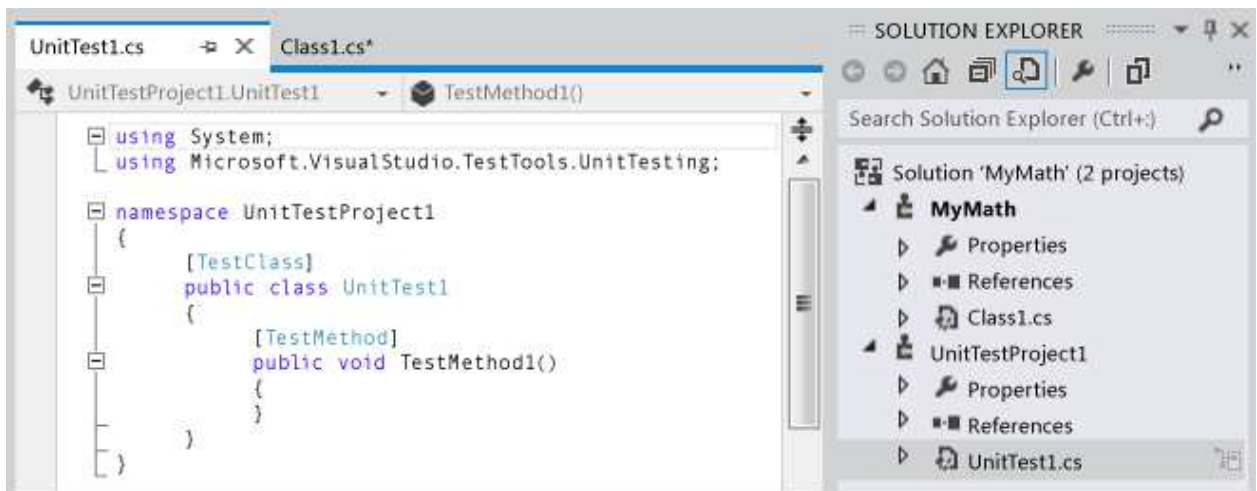 UnitTest1.cs Class1.cs*
UnitTestProject1.UnitTest1 TestMethod1()
using System;
using Microsoft.VisualStudio.TestTools.UnitTesting;
namespace UnitTestProject1
{
[TestClass]
public class UnitTest1
{
[TestMethod]
public void TestMethod1()
{
}
}
}
SOLUTION EXPLORER
Search Solution Explorer (Ctrl+;)
Solution 'MyMath' (2 projects)
MyMath
Properties
References
Class1.cs
UnitTestProject1
Properties
References
UnitTest1.cs